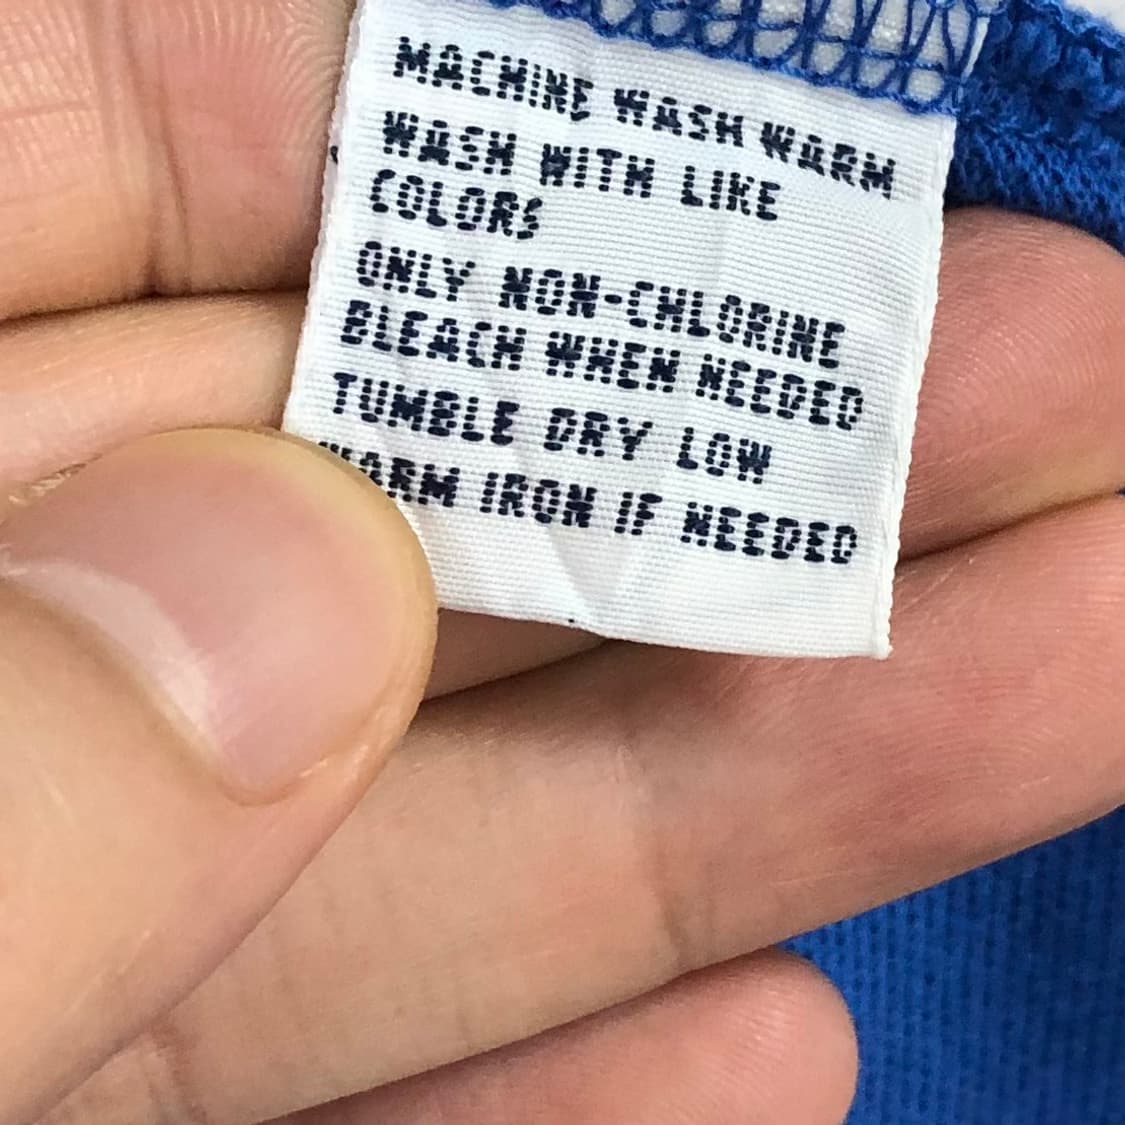 MACHINE WASH WARM
WASH WITH LIKE
COLORS
ONLY NON-CHLORINE
BLEACH WHEN NEEDED
TUMBLE DRY LOW
WARM IRON IF NEEDED